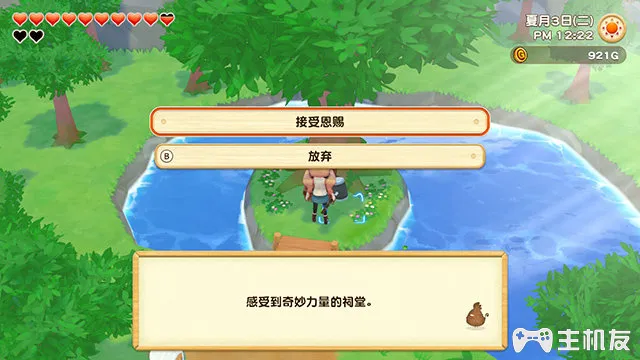 夏月3日(二)
PM 12:22
G 921G
接受恩赐
B 放弃
感受到奇妙力量的祠堂。
主机友